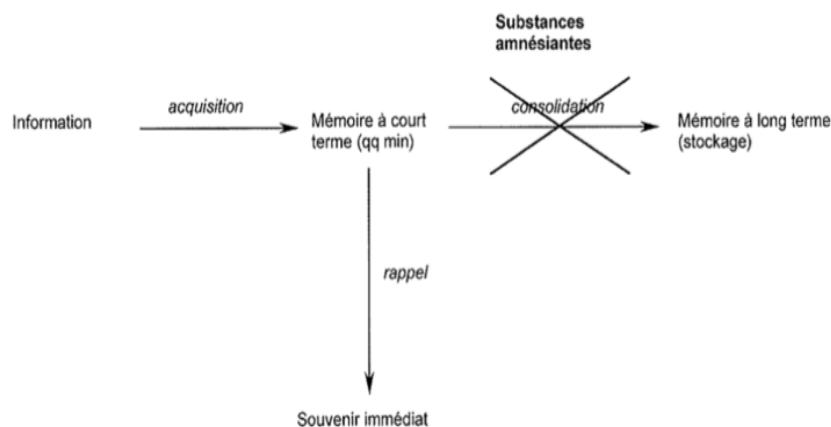 Substances
amnésiantes
acquisition
consolidation
Information
Mémoire à court
terme (qq min)
Mémoire à long terme
(stockage)
rappel
Souvenir immédiat